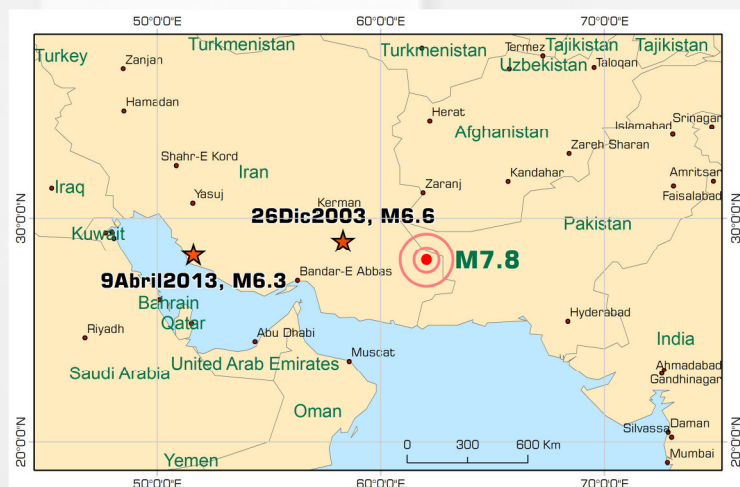 50°0'0"E 60°0'0"E 70°0'0"E
Turkey
Zanjan
Turkmenistan
Turkmenistan
Termez
Tajikistan
Tajikistan
Uzbekistan
Taloqan
Hamadan
Herat
Afghanistan
Islamabad
Srinagar
Shahr-E Kord
Iran
Zareh Sharan
Iraq
Yasuj
Kerman
Zaranj
Kandahar
Amritsar
Faisalabad
30°0'0"N
30°0'0"N
26Dic2003, M6.6
Pakistan
Kuwait
M7.8
9Abril2013, M6.3
Bandar-E Abbas
Bahrain
Qatar
Hyderabad
Riyadh
Abu Dhabi
India
Muscat
Saudi Arabia
United Arab Emirates
Ahmadabad
Gandhinagar
Oman
Silvassa
Daman
20°0'0"N
20°0'0"N
0 300 600 Km
Yemen
Mumbai
50°0'0"E 60°0'0"E 70°0'0"E